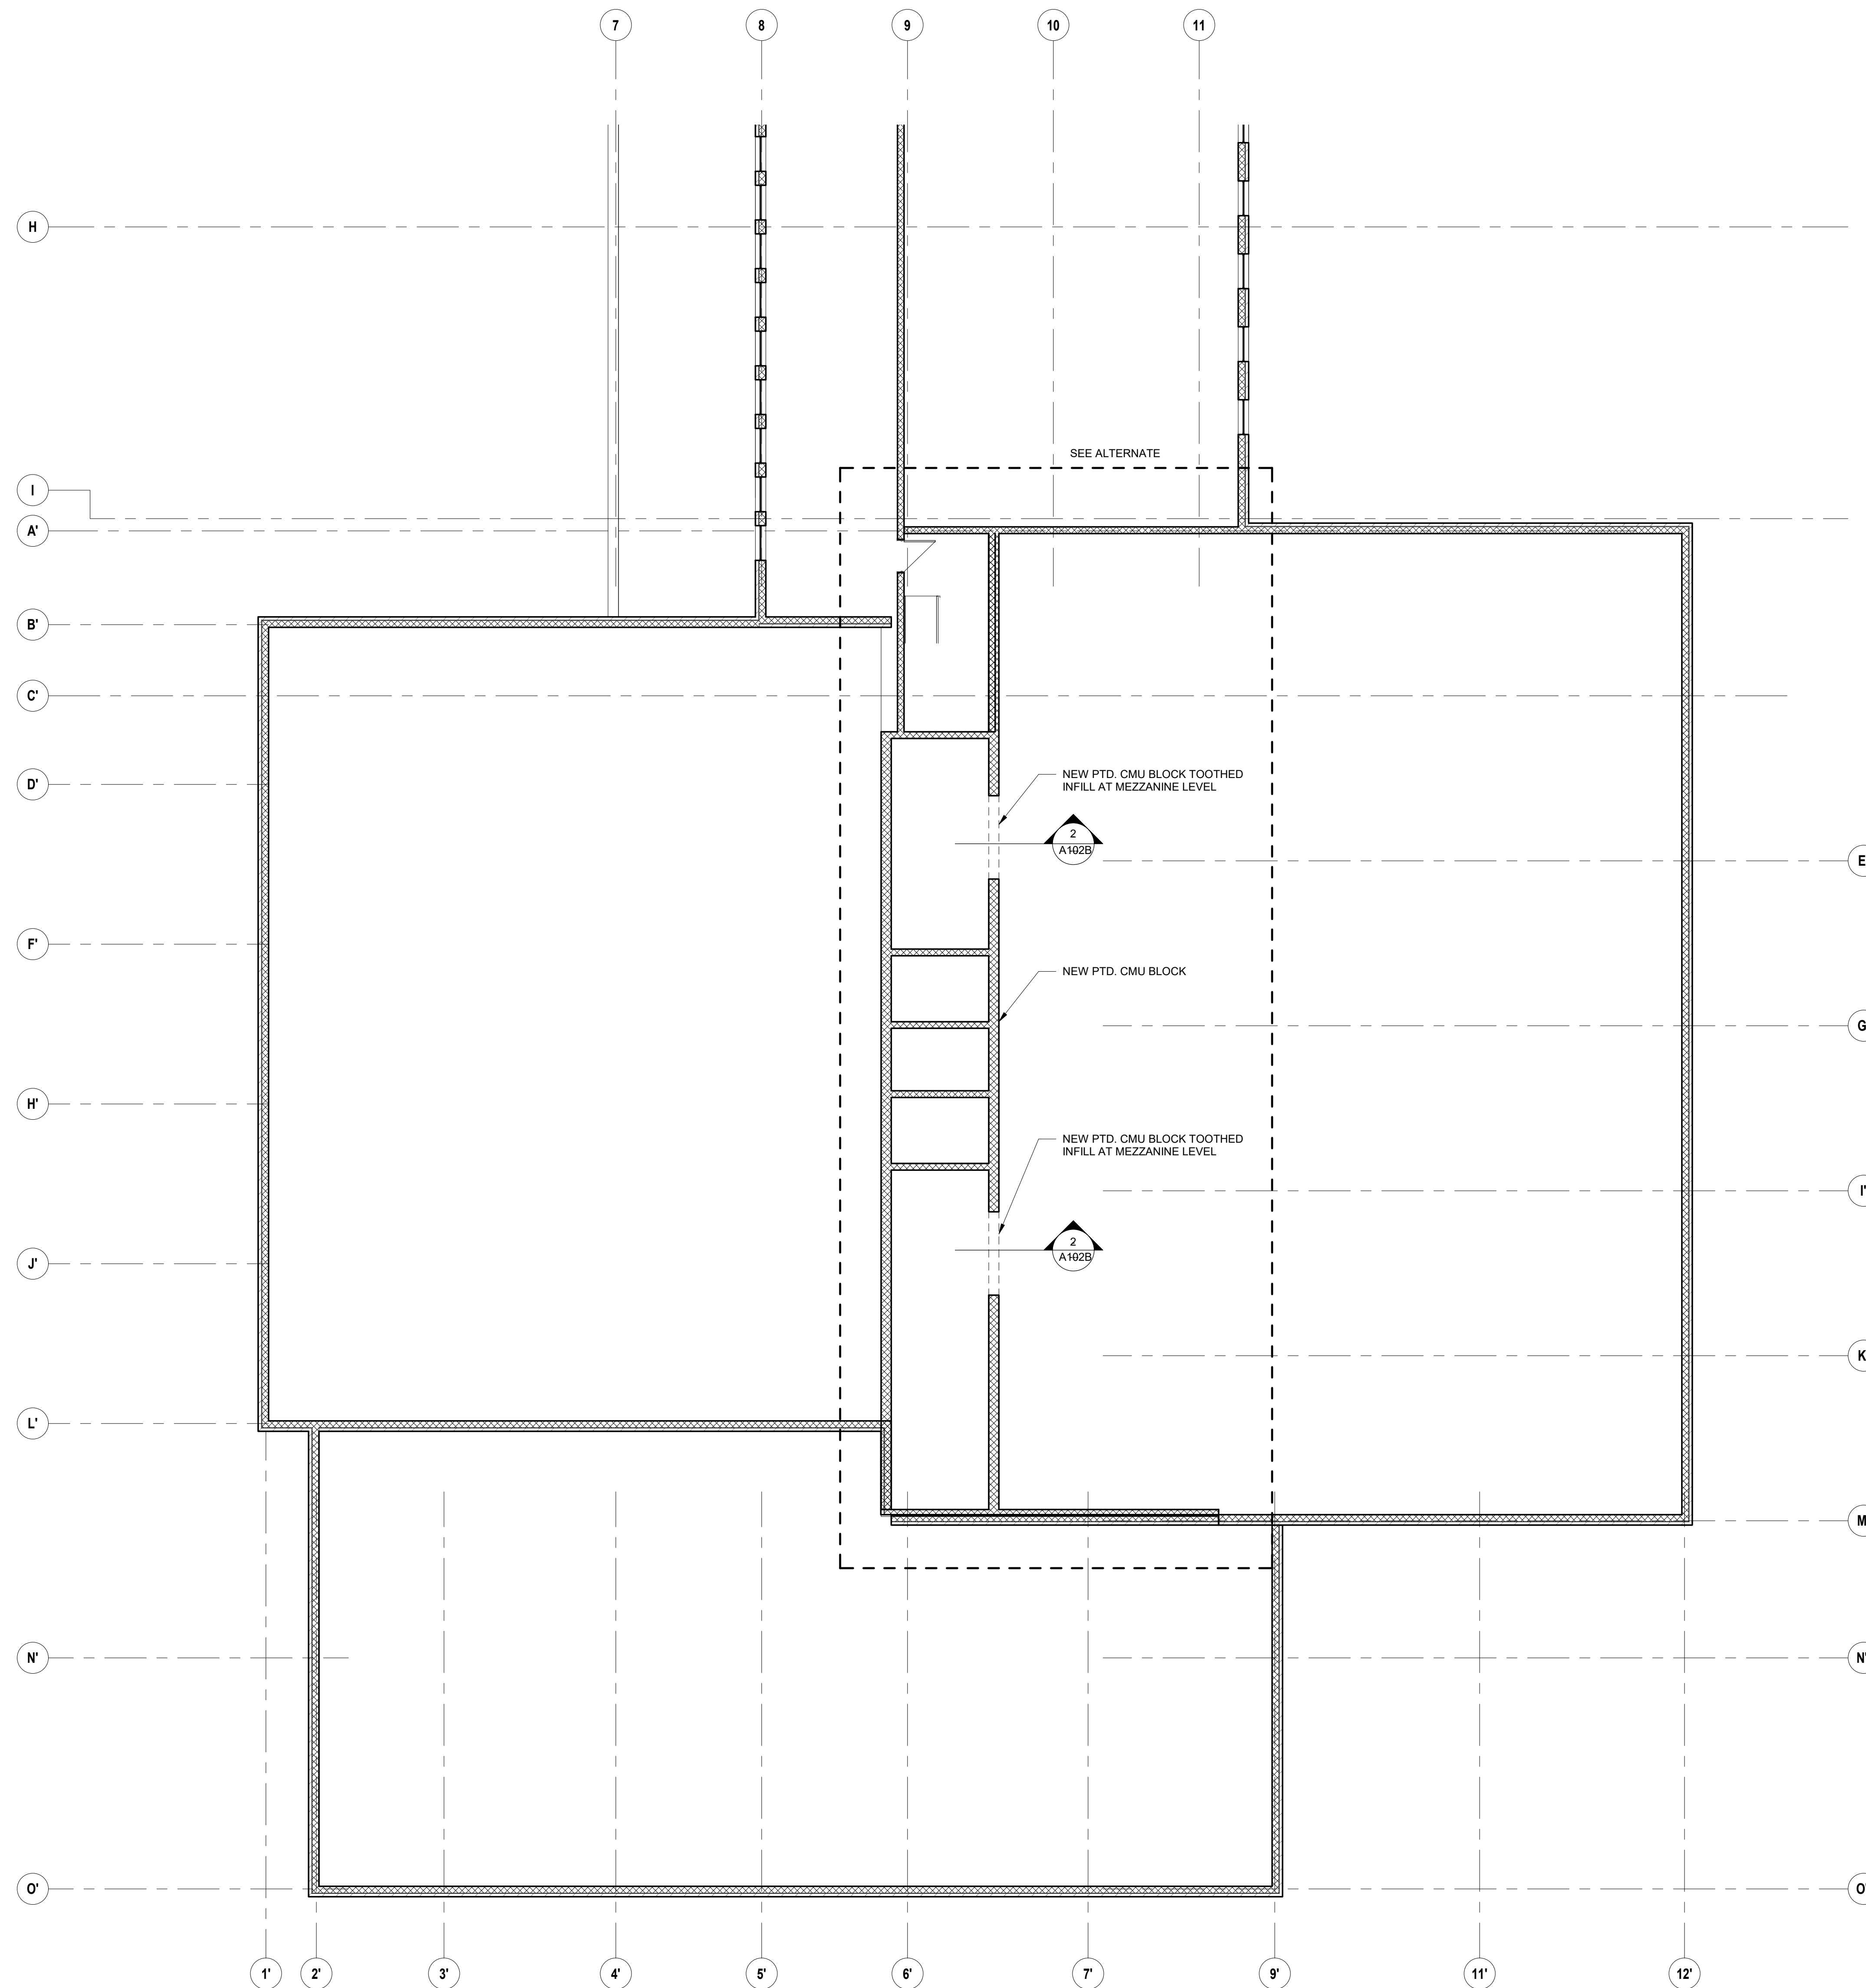 7
8
9
10
11
H
SEE ALTERNATE
I
A'
B'
C'
D'
NEW PTD. CMU BLOCK TOOTHED
INFILL AT MEZZANINE LEVEL
2
A102B
E
F'
NEW PTD. CMU BLOCK
G
H'
NEW PTD. CMU BLOCK TOOTHED
INFILL AT MEZZANINE LEVEL
I'
2
A102B
J'
K
L'
M
N'
N'
O'
O'
1'
2'
3'
4'
5'
6'
7'
9'
11'
12'